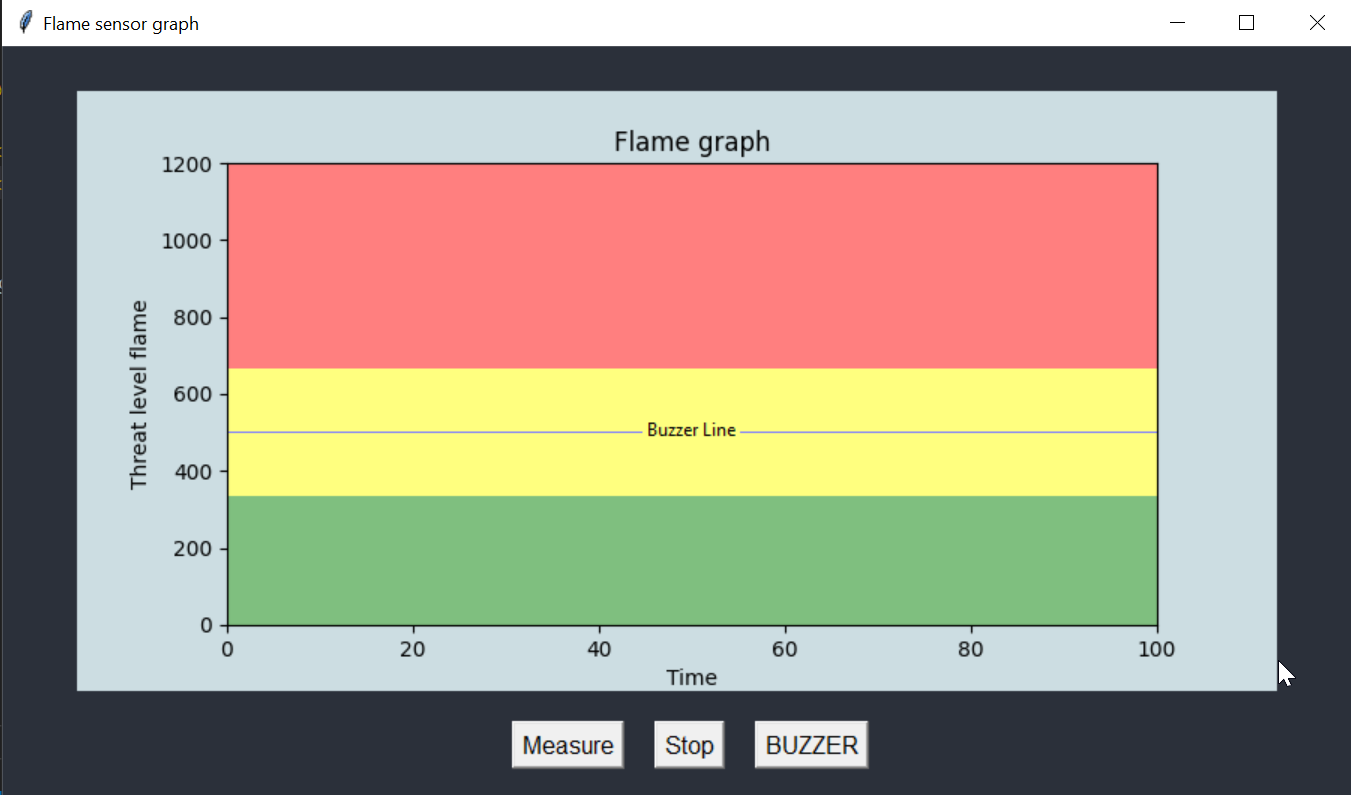 Flame sensor graph
Flame graph
1200
1000
800
600
400
200
0
Threat level flame
Buzzer Line
0 20 40 60 80 100
Time
Measure Stop BUZZER